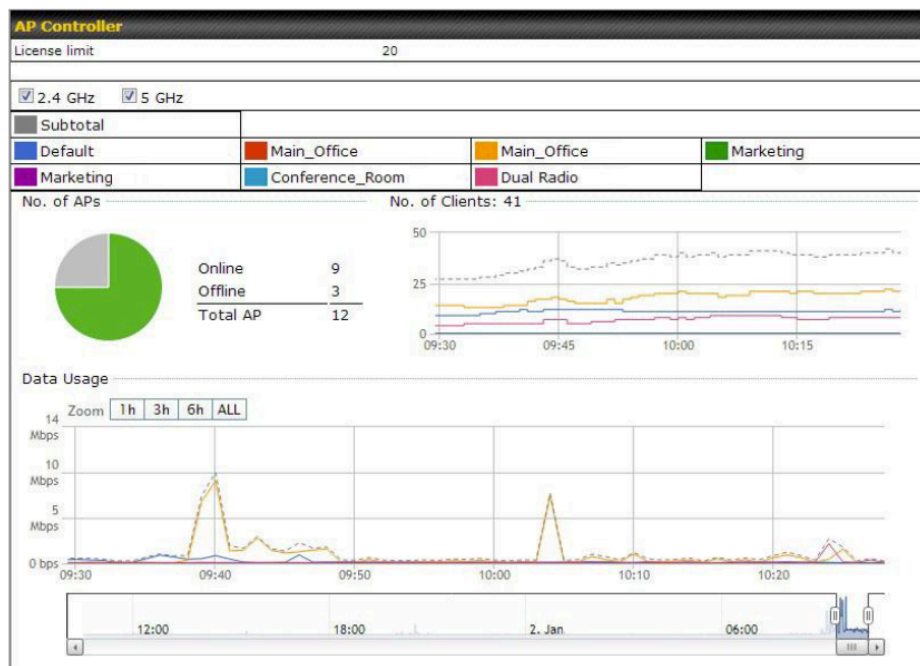 AP Controller
License limit 20
2.4 GHz 5 GHz
Subtotal
Default Main_Office Main_Office Marketing
Marketing Conference_Room Dual Radio
No. of APs
Online 9
Offline 3
Total AP 12
No. of Clients: 41
50
25
0
09:30 09:45 10:00 10:15
Data Usage
Zoom 1h 3h 6h ALL
14
Mbps
10
Mbps
5
Mbps
0 bps
09:30 09:40 09:50 10:00 10:10 10:20
12:00 18:00 2. Jan 06:00